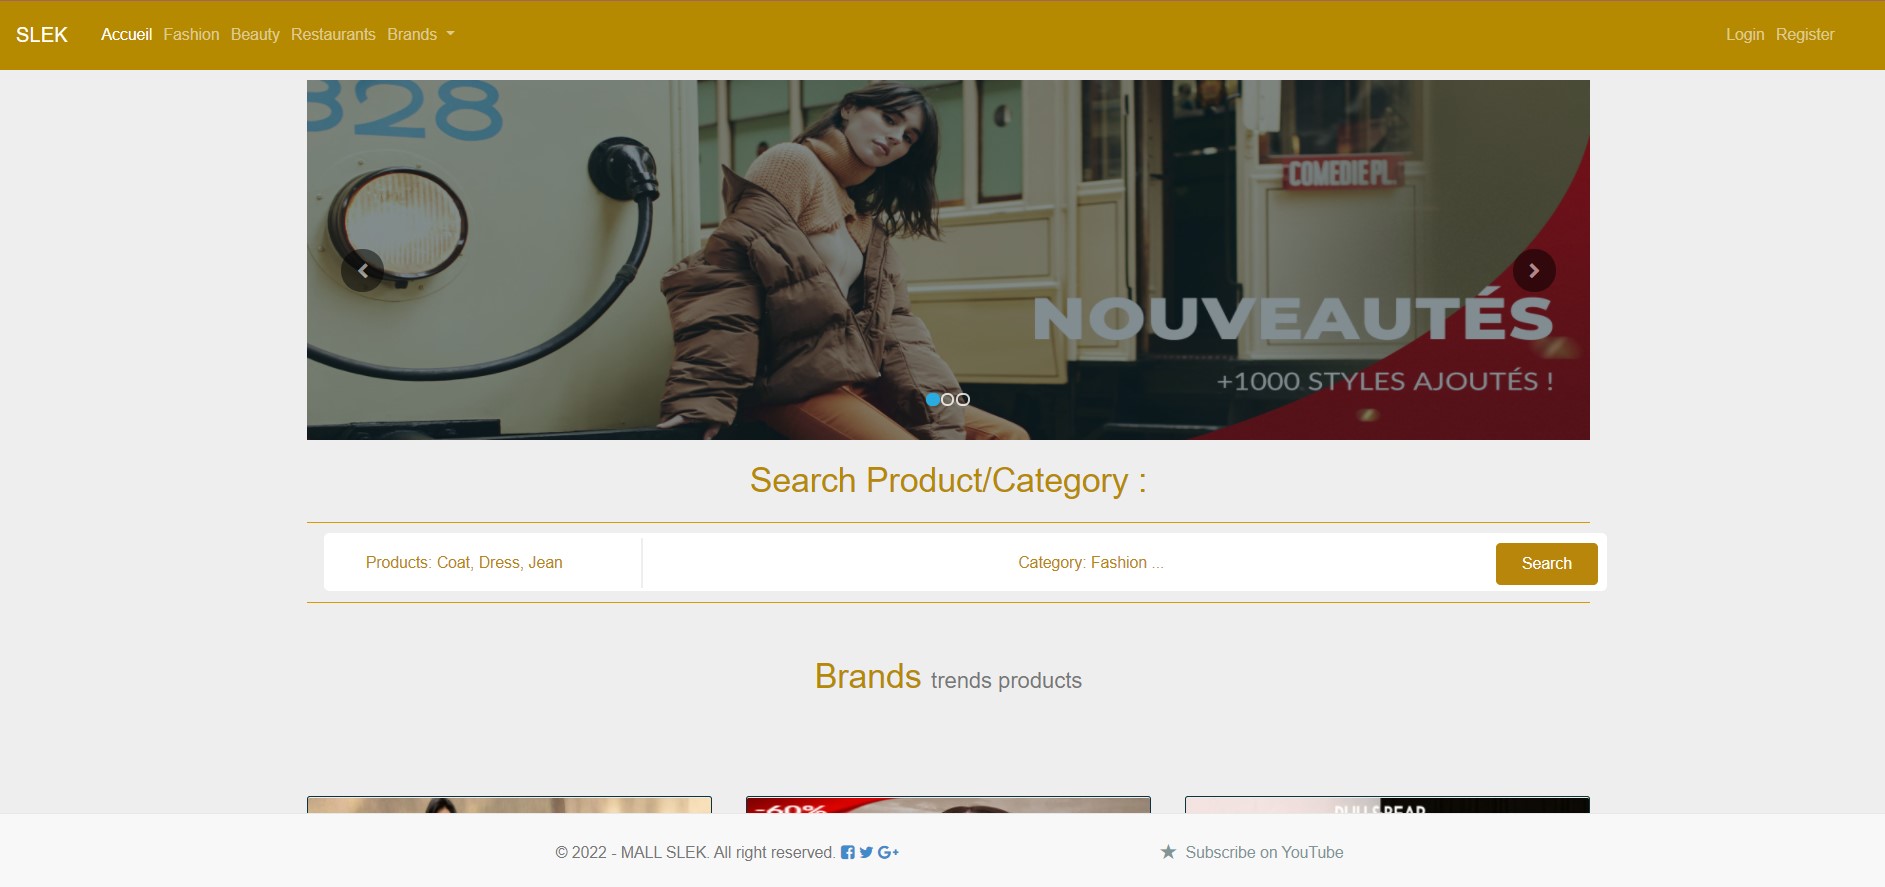 SLEK Accueil Fashion Beauty Restaurants Brands Login Register
328
COMEDIE PL.
NOUVEAUTÉS
+1000 STYLES AJOUTÉS !
Search Product/Category :
Products: Coat, Dress, Jean Category: Fashion ... Search
Brands trends products
-60%
PULL&BEAR
© 2022 - MALL SLEK. All right reserved. ★ Subscribe on YouTube